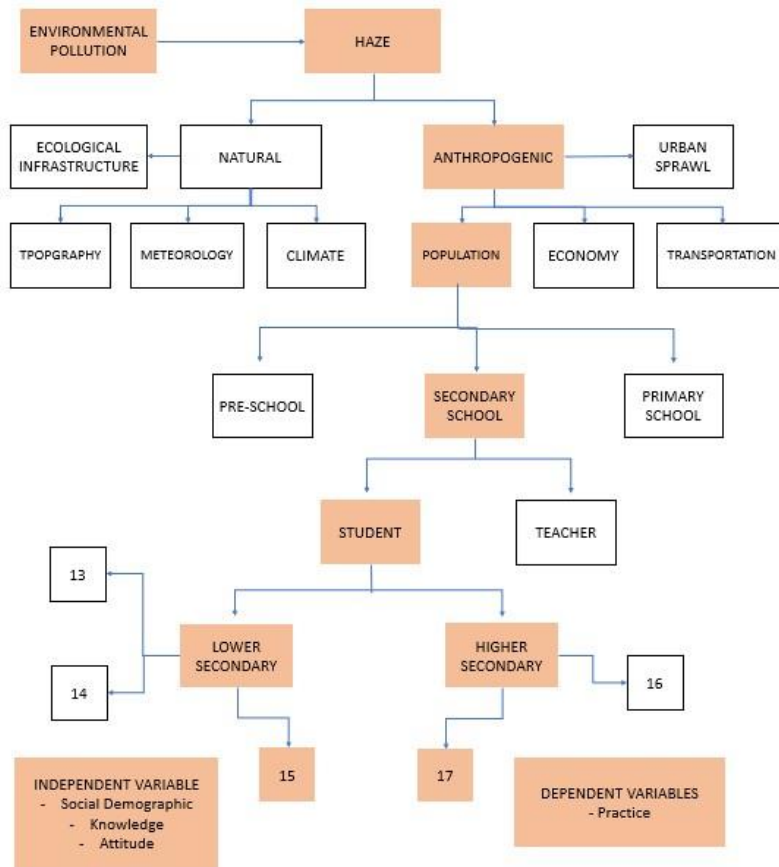 ENVIRONMENTAL
POLLUTION
HAZE
ECOLOGICAL
INFRASTRUCTURE
NATURAL
ANTHROPOGENIC
URBAN
SPRAWL
TPOPGRAPHY
METEOROLOGY
CLIMATE
POPULATION
ECONOMY
TRANSPORTATION
PRE-SCHOOL
SECONDARY
SCHOOL
PRIMARY
SCHOOL
STUDENT
TEACHER
13
LOWER
SECONDARY
HIGHER
SECONDARY
14
16
15
17
INDEPENDENT VARIABLE
- Social Demographic
- Knowledge
- Attitude
DEPENDENT VARIABLES
- Practice